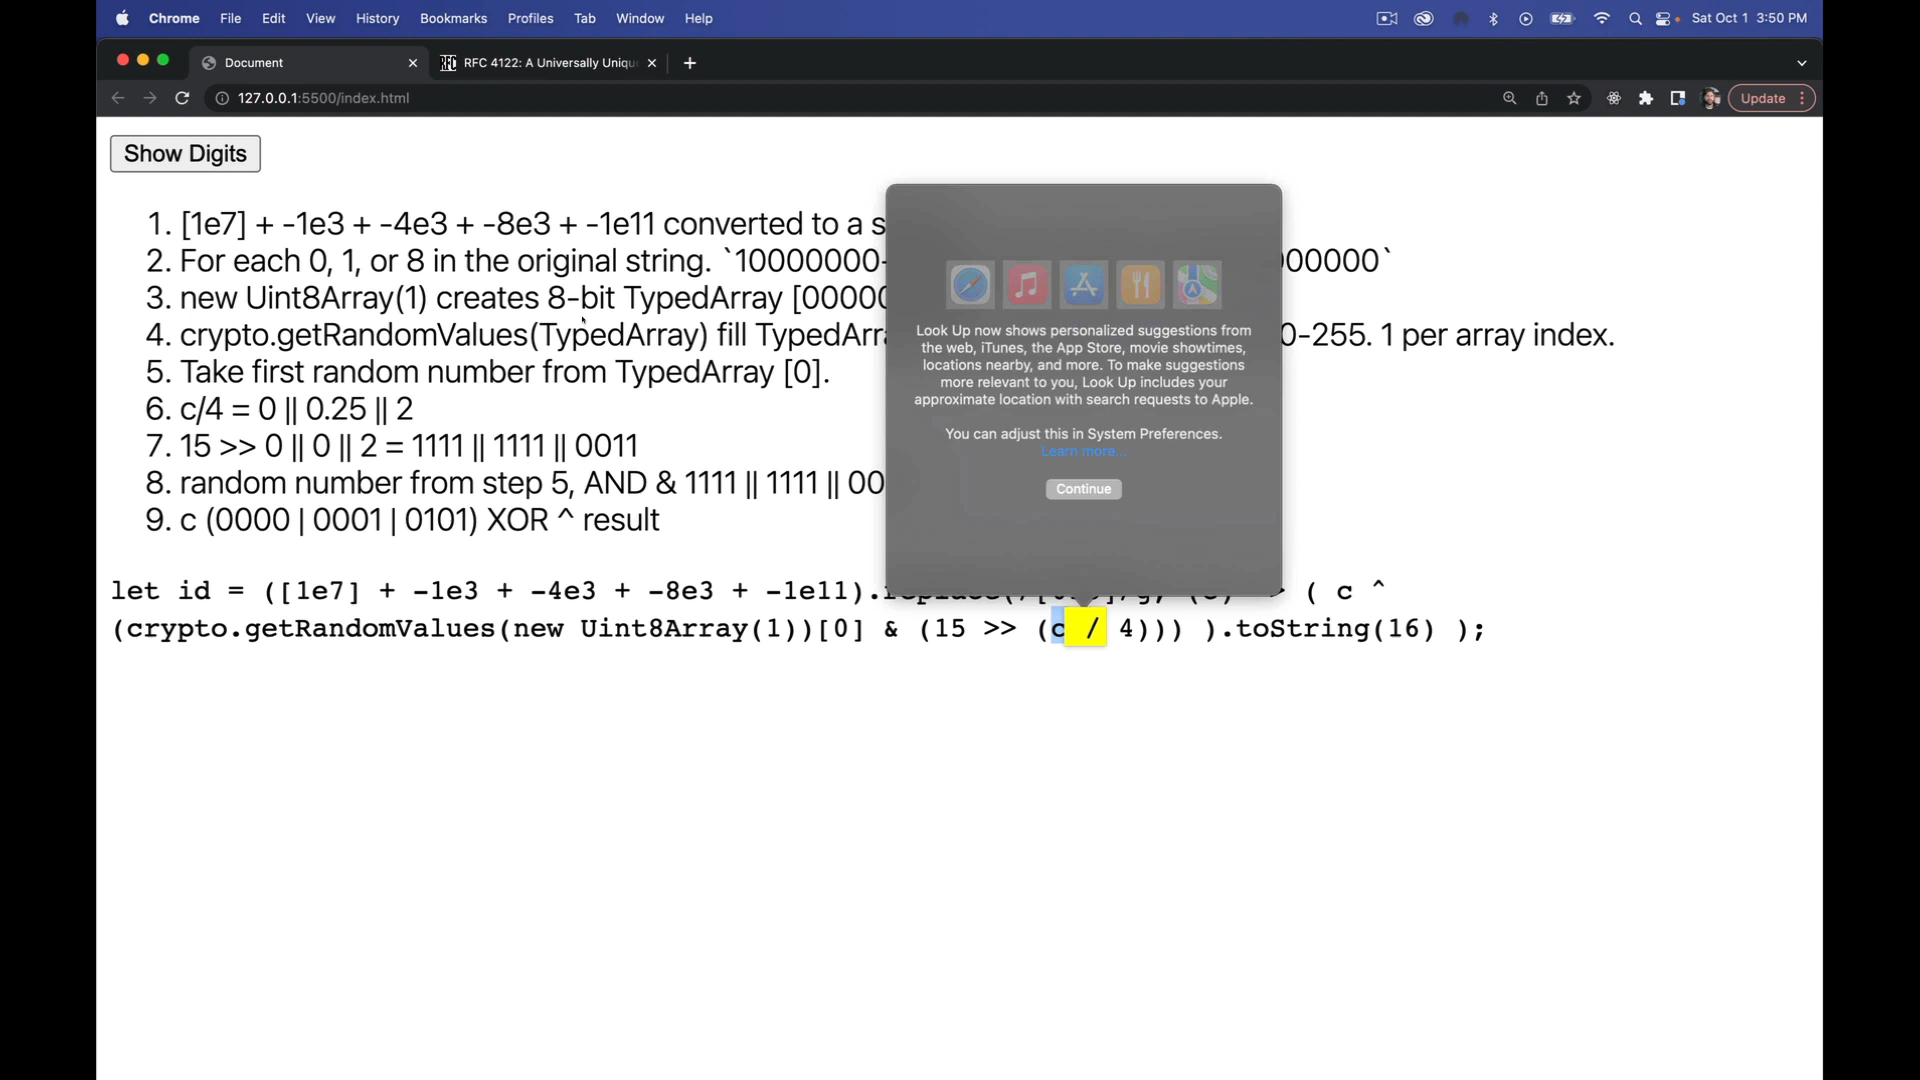 Chrome File Edit View History Bookmarks Profiles Tab Window Help Sat Oct 1 3:50 PM
Document RFC 4122: A Universally Uniqu
127.0.0.1:5500/index.html Update
Show Digits
1. [1e7] + -1e3 + -4e3 + -8e3 + -1e11 converted to a s
2. For each 0, 1, or 8 in the original string. `10000000- 000000`
3. new Uint8Array(1) creates 8-bit TypedArray [00000
4. crypto.getRandomValues(TypedArray) fill TypedArra 0-255. 1 per array index.
5. Take first random number from TypedArray [0].
6. c/4 = 0 || 0.25 || 2
7. 15 >> 0 || 0 || 2 = 1111 || 1111 || 0011
8. random number from step 5, AND & 1111 || 1111 || 00
9. c (0000 | 0001 | 0101) XOR ^ result
Look Up now shows personalized suggestions from
the web, iTunes, the App Store, movie showtimes,
locations nearby, and more. To make suggestions
more relevant to you, Look Up includes your
approximate location with search requests to Apple.
You can adjust this in System Preferences.
Learn more...
Continue
let id = ([1e7] + -1e3 + -4e3 + -8e3 + -1e11). ( c ^
(crypto.getRandomValues(new Uint8Array(1))[0] & (15 >> (c / 4))) ).toString(16) );